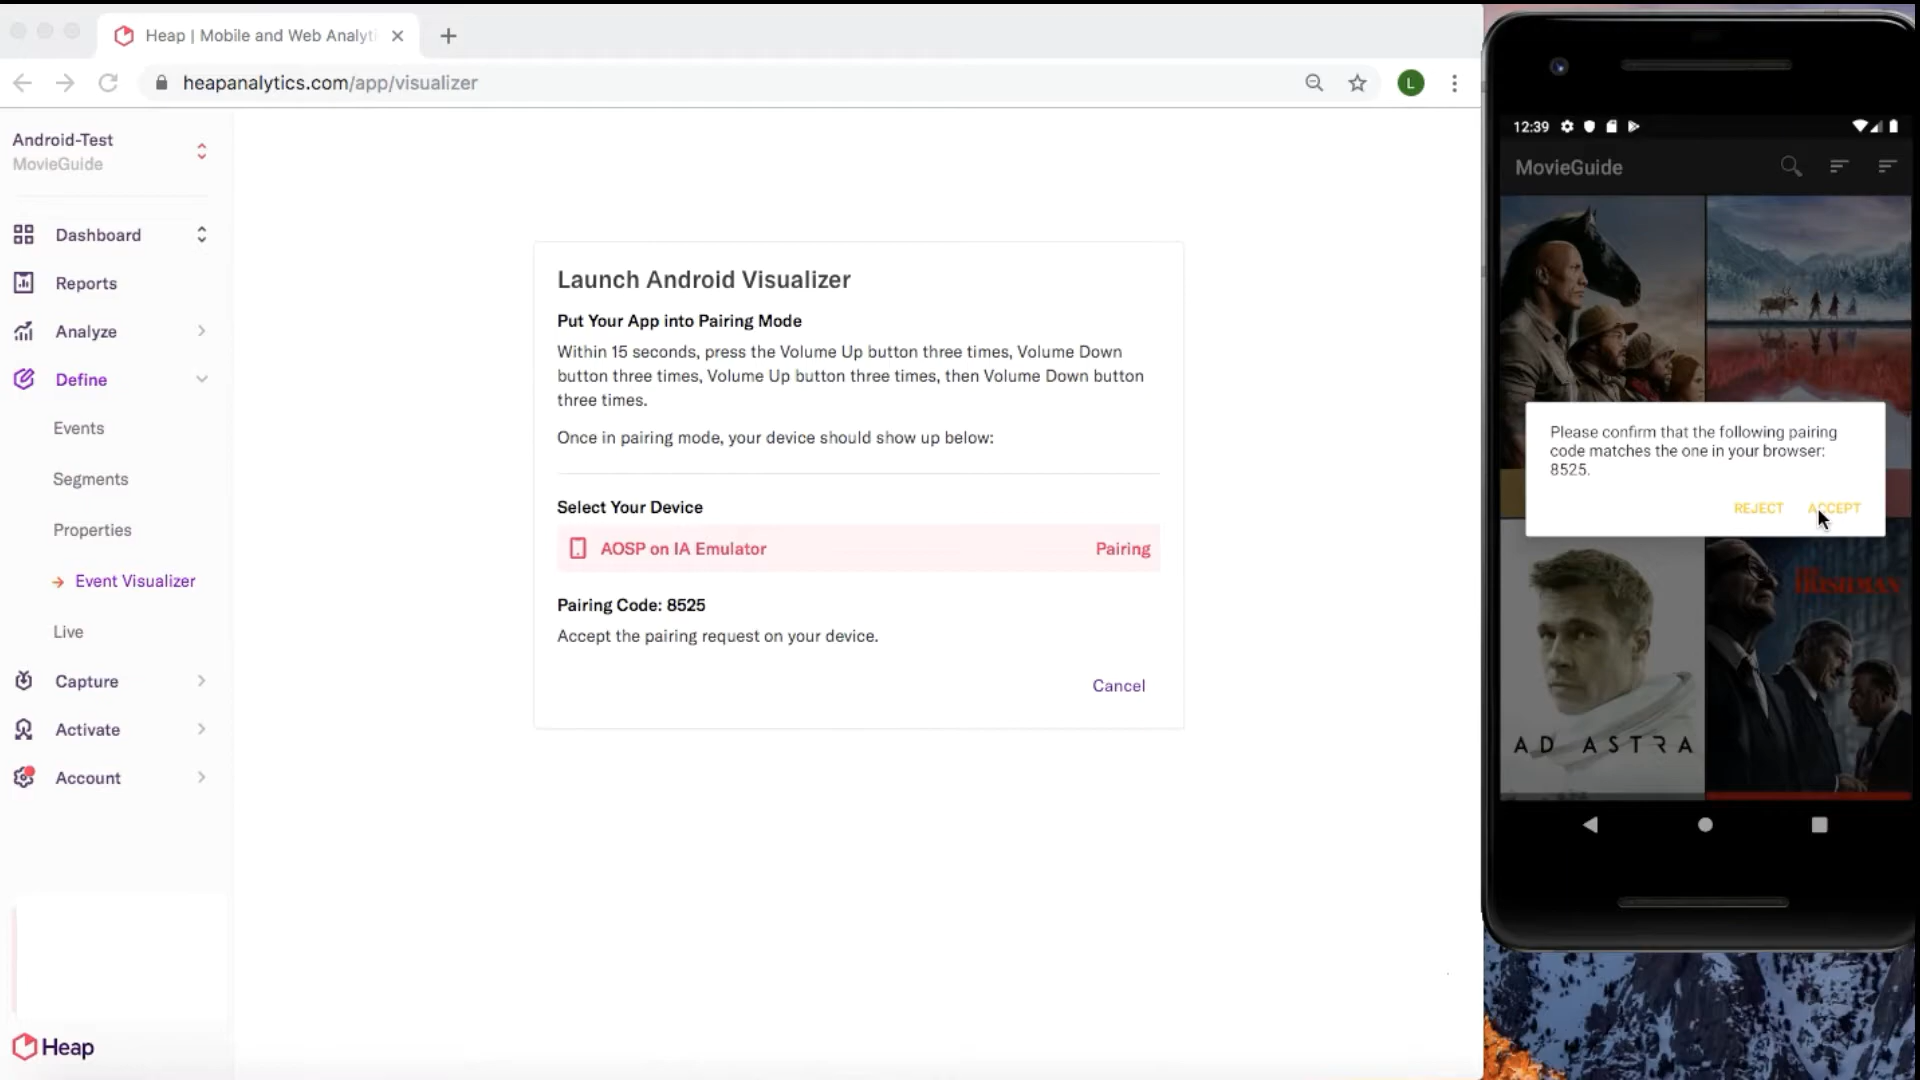 Heap | Mobile and Web Analyti
heapanalytics.com/app/visualizer
L
Android-Test
MovieGuide
Dashboard
Reports
Analyze
Define
Events
Segments
Properties
Event Visualizer
Live
Capture
Activate
Account
Heap
Launch Android Visualizer
Put Your App into Pairing Mode
Within 15 seconds, press the Volume Up button three times, Volume Down
button three times, Volume Up button three times, then Volume Down button
three times.
Once in pairing mode, your device should show up below:
Select Your Device
AOSP on IA Emulator Pairing
Pairing Code: 8525
Accept the pairing request on your device.
Cancel
12:39
MovieGuide
Please confirm that the following pairing
code matches the one in your browser:
8525.
REJECT ACCEPT
AD ASTRA
THE IRISHMAN